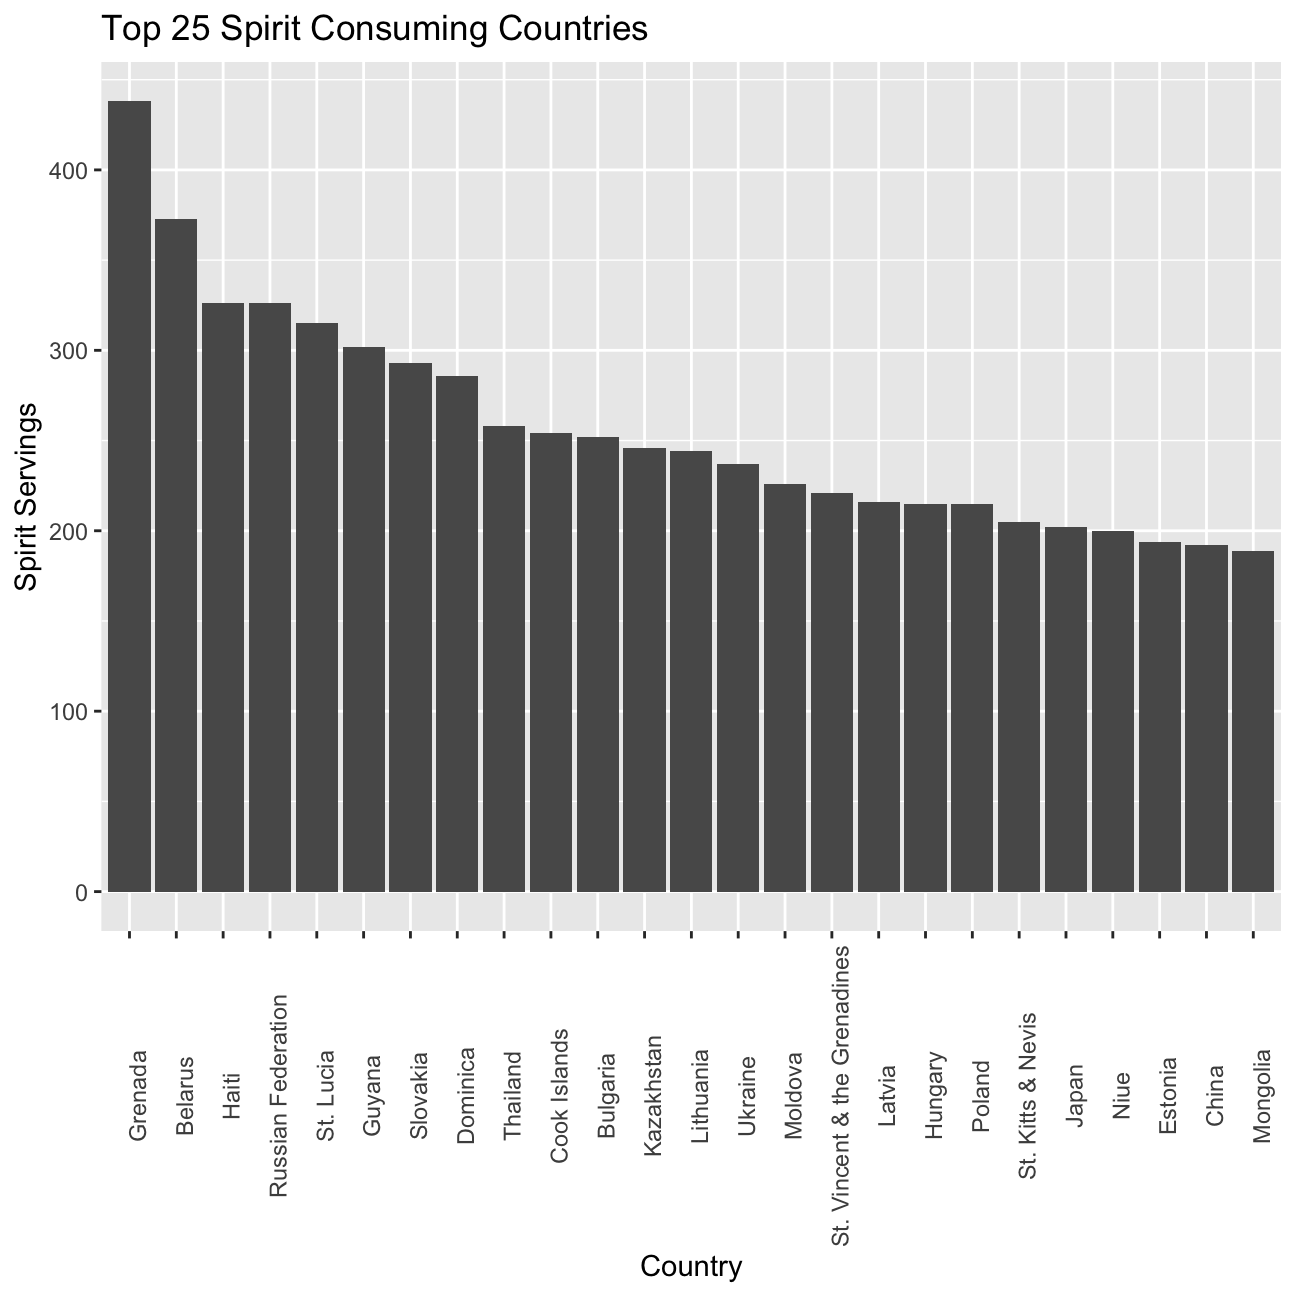 Top 25 Spirit Consuming Countries
Spirit Servings
400
300
200
100
0
Grenada
Belarus
Haiti
Russian Federation
St. Lucia
Guyana
Slovakia
Dominica
Thailand
Cook Islands
Bulgaria
Kazakhstan
Lithuania
Ukraine
Moldova
St. Vincent & the Grenadines
Latvia
Hungary
Poland
St. Kitts & Nevis
Japan
Niue
Estonia
China
Mongolia
Country